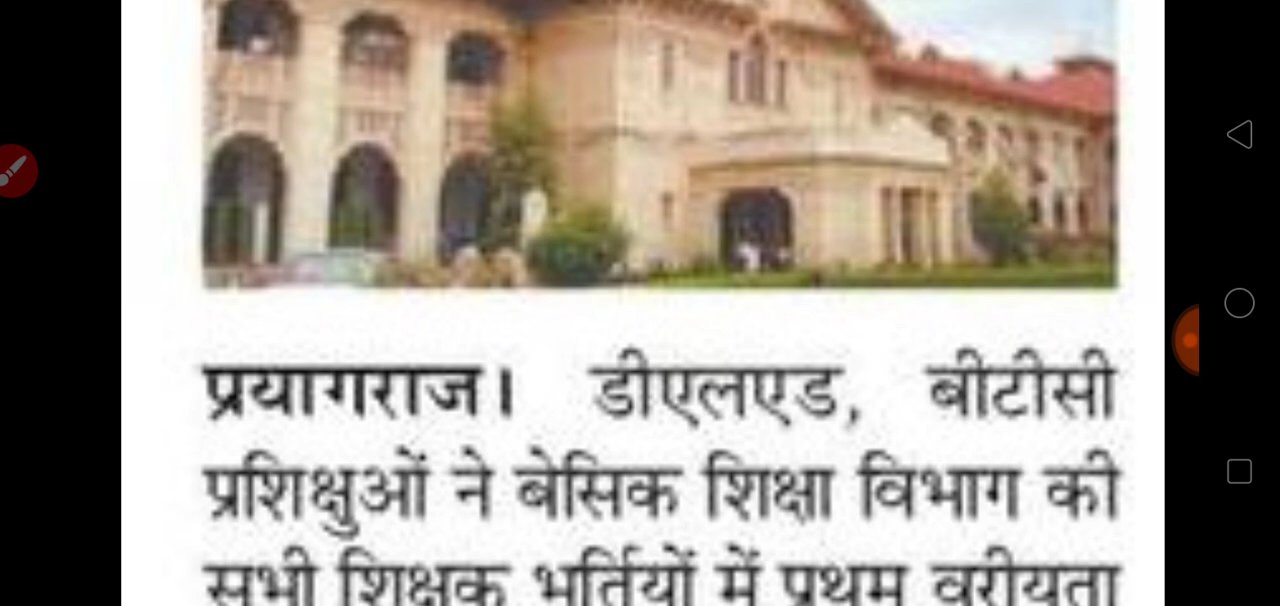 प्रयागराज। डीएलएड, बीटीसी
प्रशिक्षुओं ने बेसिक शिक्षा विभाग की
सभी शिक्षक भर्तियों में प्रथम वरीयता